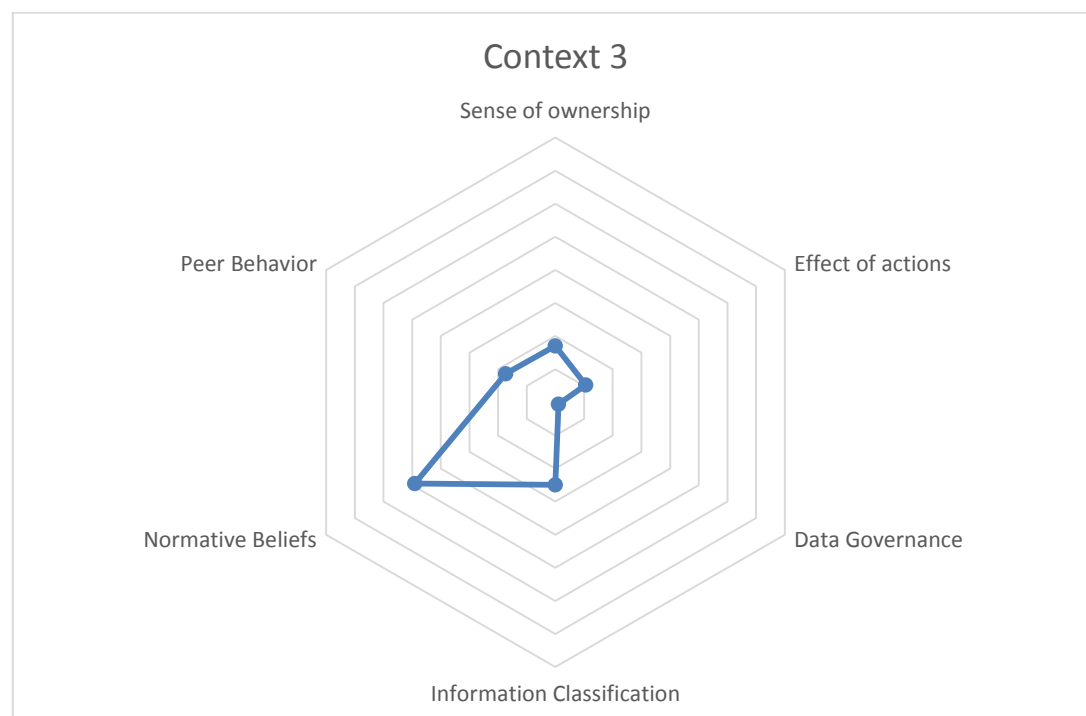 Context 3
Sense of ownership
Peer Behavior
Effect of actions
Normative Beliefs
Data Governance
Information Classification